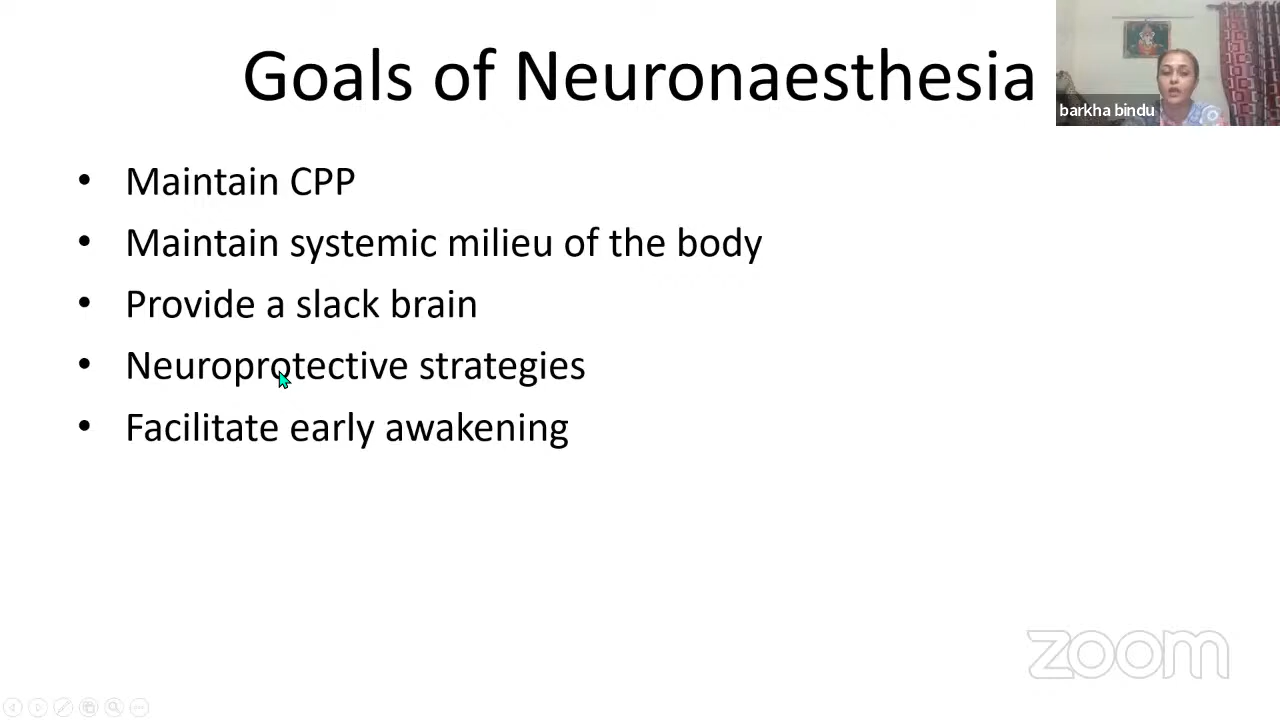 Goals of Neuronaesthesia
barkha bindu
• Maintain CPP
• Maintain systemic milieu of the body
• Provide a slack brain
• Neuroprotective strategies
• Facilitate early awakening
zoom